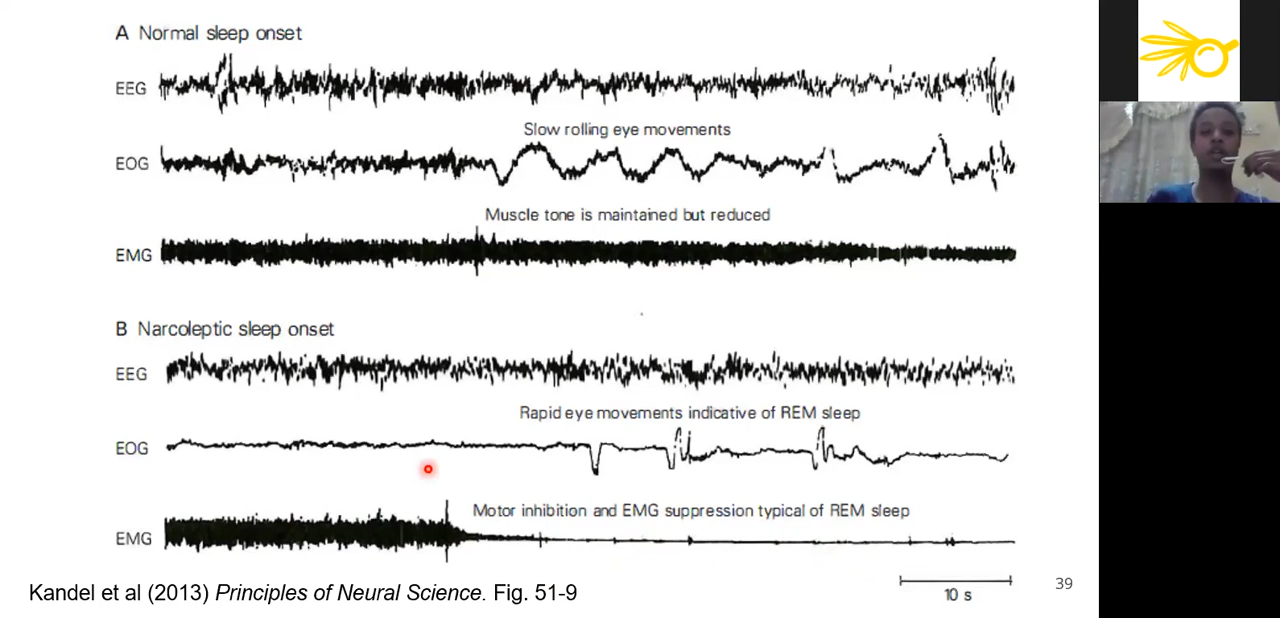 A Normal sleep onset
EEG
Slow rolling eye movements
EOG
Muscle tone is maintained but reduced
EMG
B Narcoleptic sleep onset
EEG
Rapid eye movements indicative of REM sleep
EOG
Motor inhibition and EMG suppression typical of REM sleep
EMG
10 s
39
Kandel et al (2013) Principles of Neural Science. Fig. 51-9